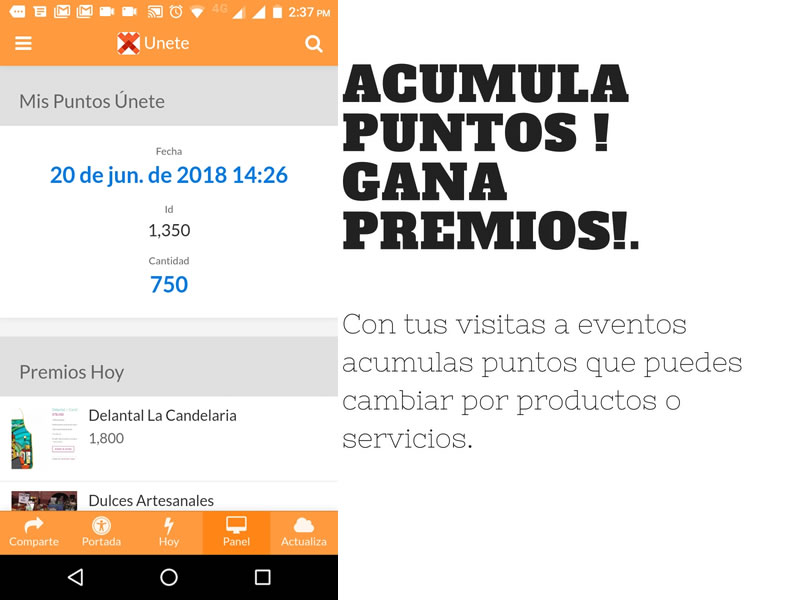 4G 2:37 PM
Unete
Mis Puntos Únete
Fecha
20 de jun. de 2018 14:26
Id
1,350
Cantidad
750
Premios Hoy
Delantal La Candelaria
1,800
Dulces Artesanales
Comparte Portada Hoy Panel Actualiza
ACUMULA
PUNTOS !
GANA
PREMIOS!.
Con tus visitas a eventos
acumulas puntos que puedes
cambiar por productos o
servicios.